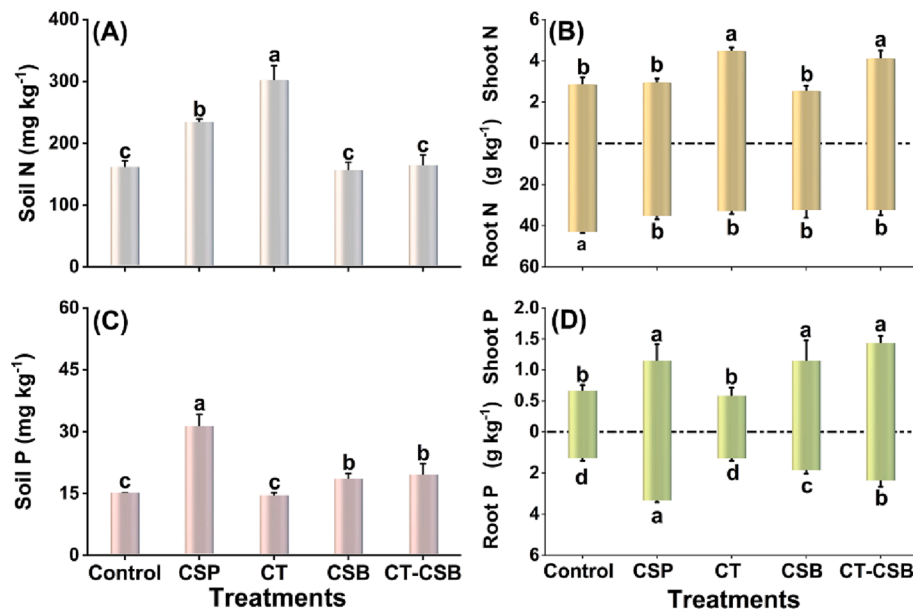 (A)
Soil N (mg kg⁻¹)
400
300
200
100
0
c
b
a
c
c
(B)
Root N (g kg⁻¹) Shoot N
6
4
2
0
20
40
60
b
b
a
b
a
a
b
b
b
b
(C)
Soil P (mg kg⁻¹)
60
45
30
15
0
c
a
c
b
b
Control CSP CT CSB CT-CSB
Treatments
(D)
Root P (g kg⁻¹) Shoot P
2.0
1.5
1.0
0.5
0
2
4
6
b
a
b
a
a
d
a
d
c
b
Control CSP CT CSB CT-CSB
Treatments